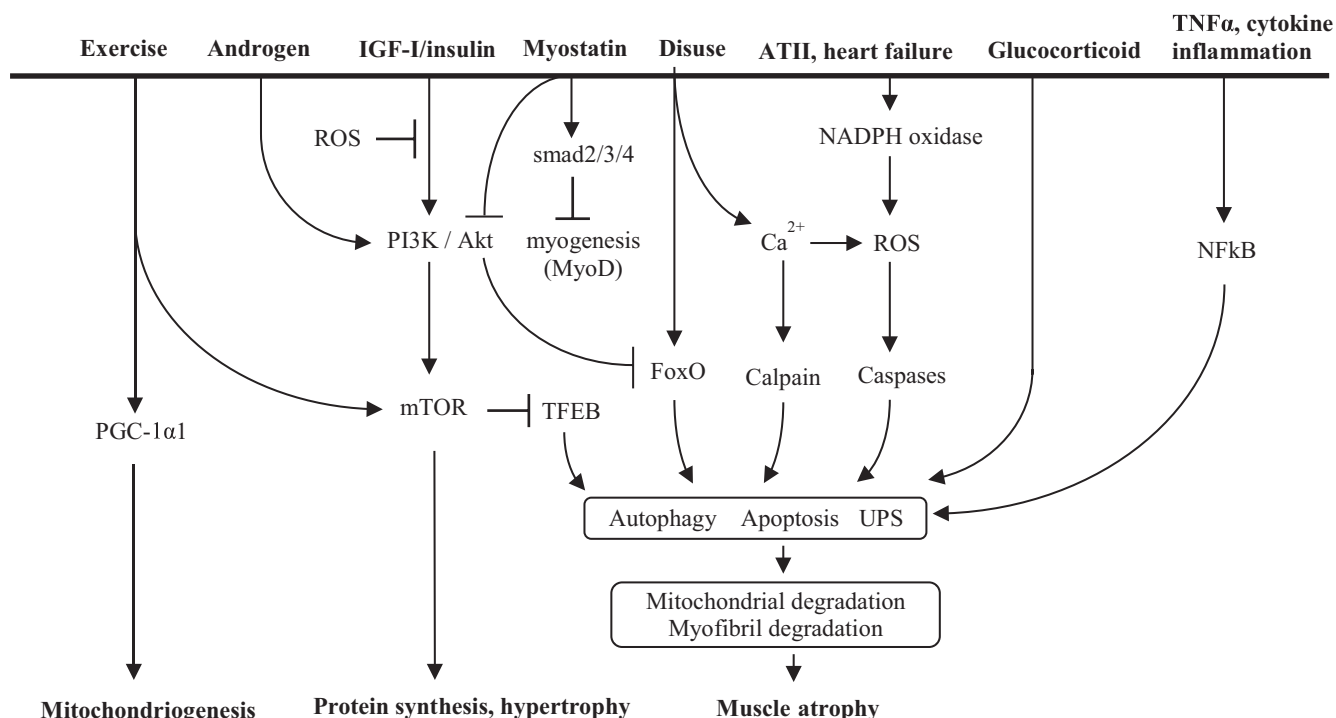 TNFα, cytokine
Exercise Androgen IGF-I/insulin Myostatin Disuse ATII, heart failure Glucocorticoid inflammation
ROS NADPH oxidase
smad2/3/4
PI3K / Akt myogenesis Ca2+ ROS NFkB
(MyoD)
FoxO Calpain Caspases
mTOR TFEB
PGC-1α1
Autophagy Apoptosis UPS
Mitochondrial degradation
Myofibril degradation
Mitochondriogenesis Protein synthesis, hypertrophy Muscle atrophy